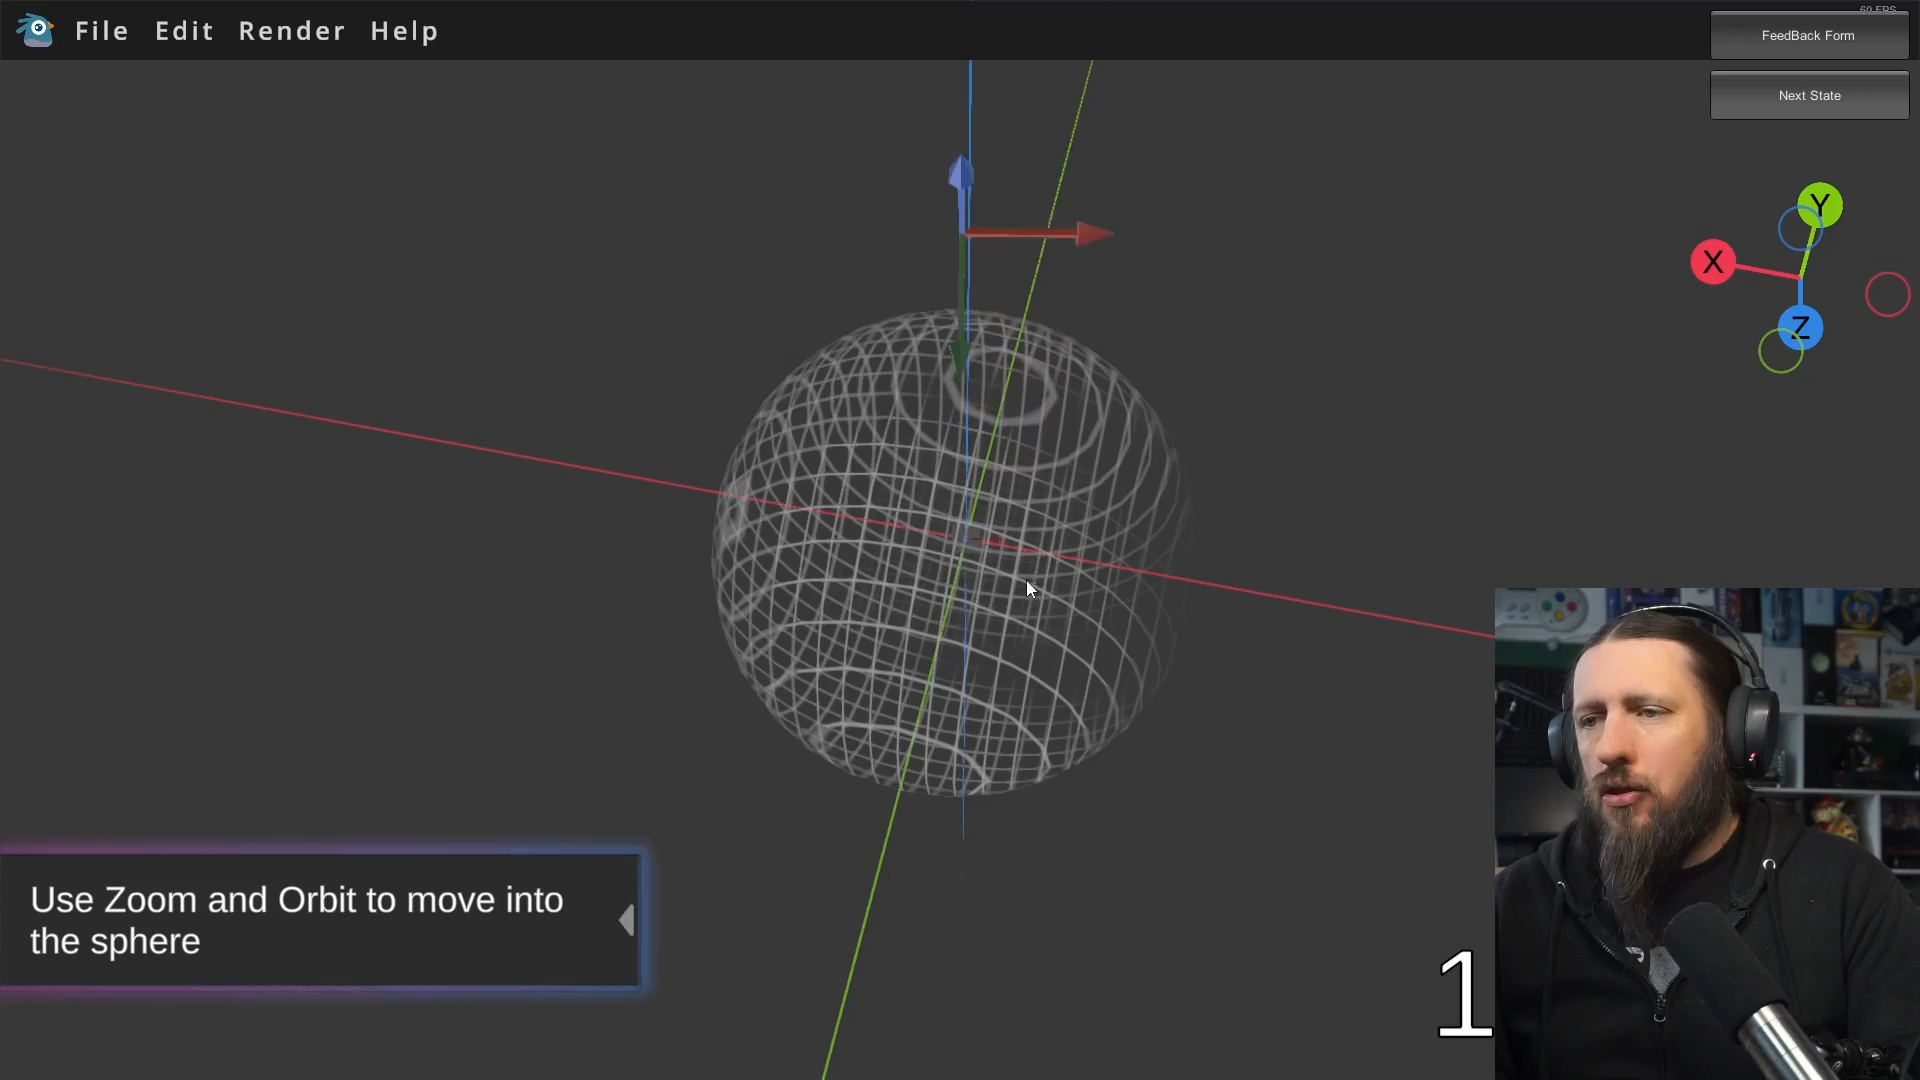 File Edit Render Help
60 FPS
FeedBack Form
Next State
Y
X
Z
Use Zoom and Orbit to move into
the sphere
1